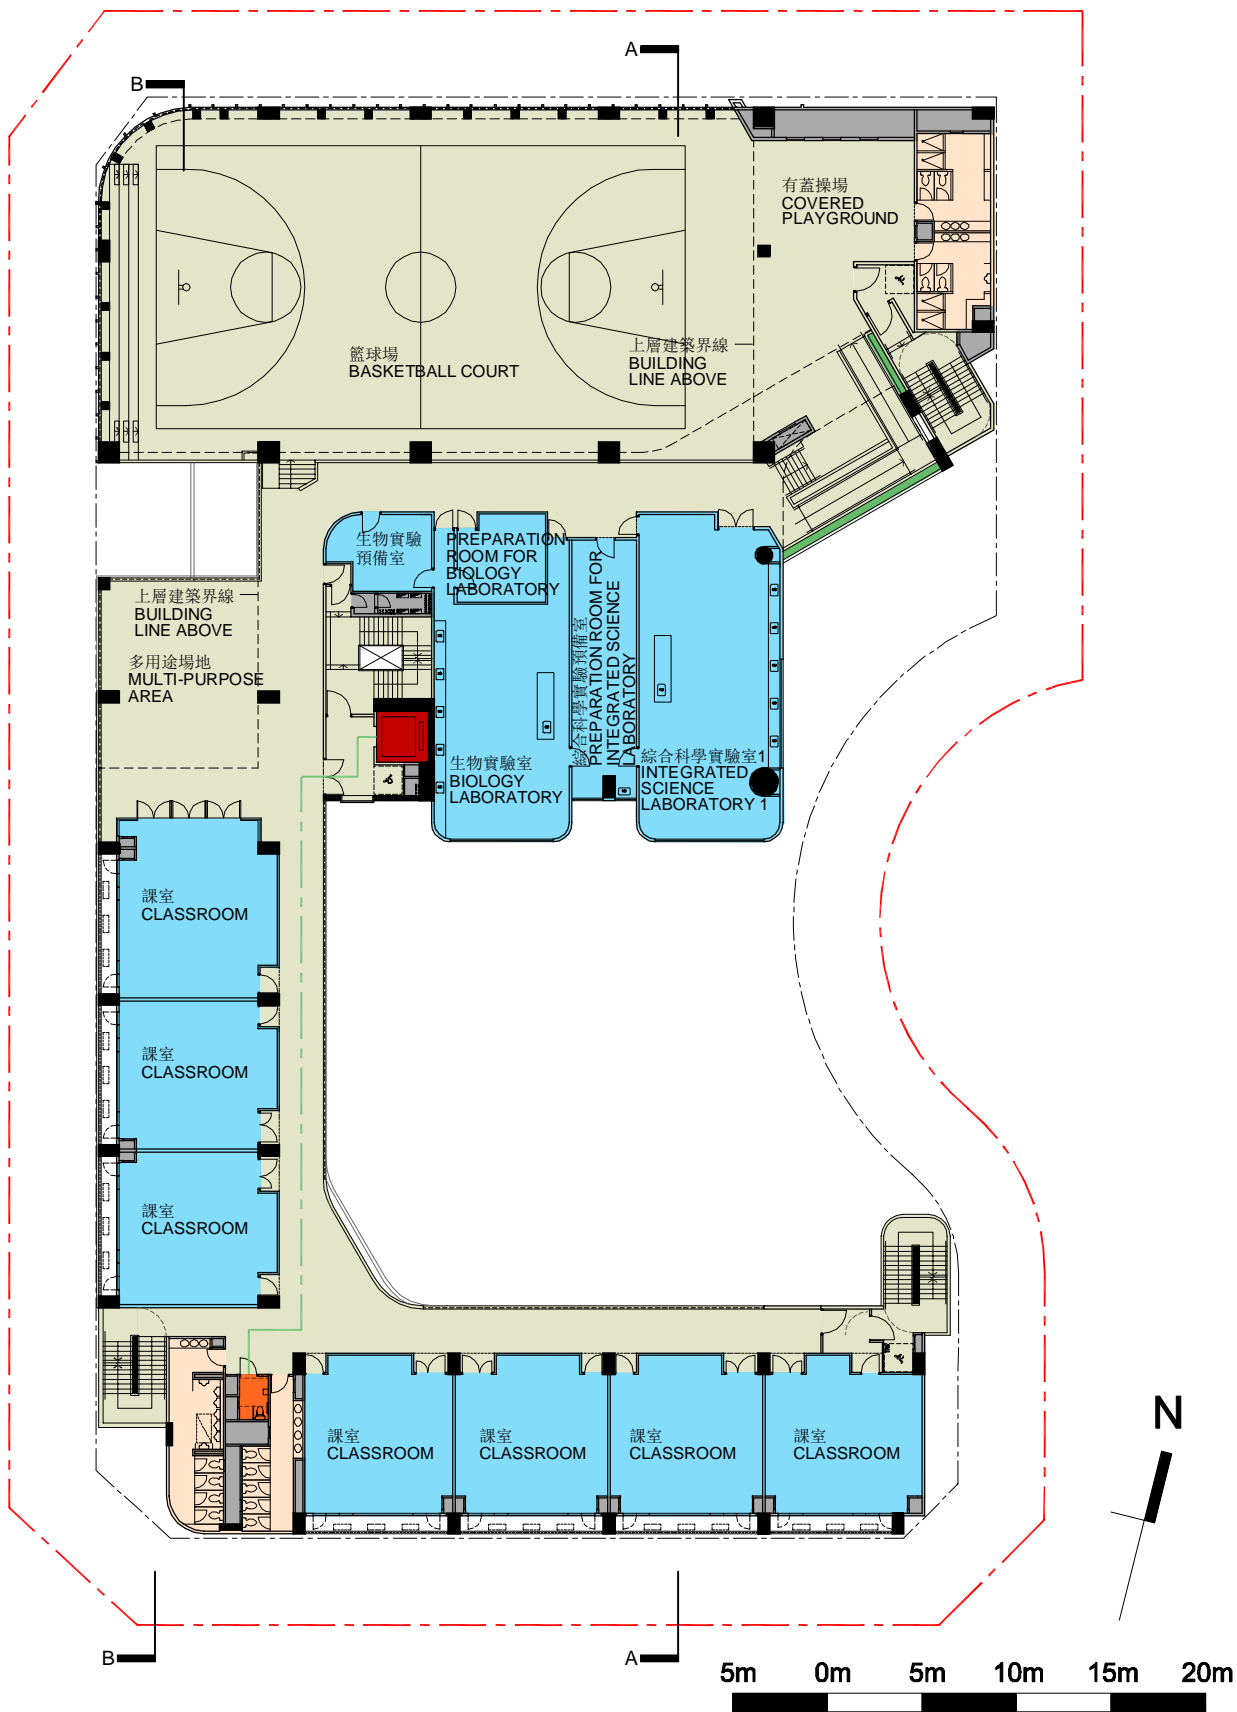 A
B
有蓋操場
COVERED
PLAYGROUND
籃球場
BASKETBALL COURT
上層建築界線
BUILDING
LINE ABOVE
生物實驗
預備室
PREPARATION
ROOM FOR
BIOLOGY
LABORATORY
綜合科學實驗預備室
PREPARATION ROOM FOR
INTEGRATED SCIENCE
LABORATORY
上層建築界線
BUILDING
LINE ABOVE
多用途場地
MULTI-PURPOSE
AREA
生物實驗室
BIOLOGY
LABORATORY
綜合科學實驗室1
INTEGRATED
SCIENCE
LABORATORY 1
課室
CLASSROOM
課室
CLASSROOM
課室
CLASSROOM
課室
CLASSROOM
課室
CLASSROOM
課室
CLASSROOM
課室
CLASSROOM
N
B
A
5m 0m 5m 10m 15m 20m